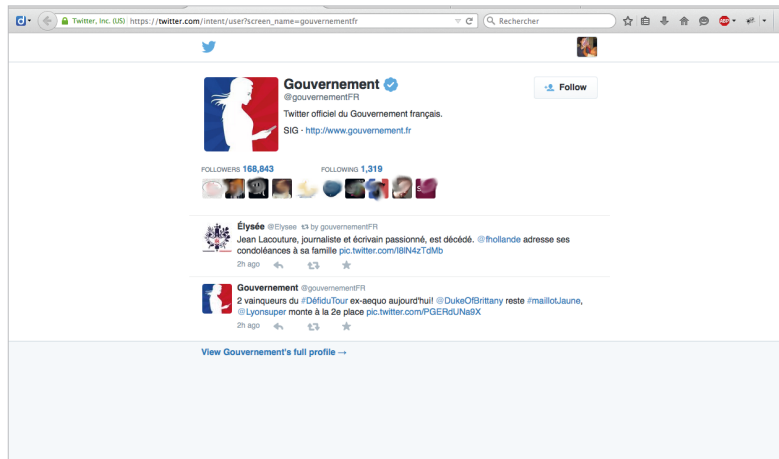 Twitter, Inc. (US) https://twitter.com/intent/user?screen_name=gouvernementfr
Rechercher
ABP
Gouvernement
@gouvernementFR
Follow
Twitter officiel du Gouvernement français.
SIG · http://www.gouvernement.fr
FOLLOWERS 168,843 FOLLOWING 1,319
Élysée @Elysee by gouvernementFR
Jean Lacouture, journaliste et écrivain passionné, est décédé. @fhollande adresse ses
condoléances à sa famille pic.twitter.com/I8lN4zTdMb
2h ago
Gouvernement @gouvernementFR
2 vainqueurs du #DéfiduTour ex-aequo aujourd'hui! @DukeOfBrittany reste #maillotJaune,
@Lyonsuper monte à la 2e place pic.twitter.com/PGERdUNa9X
2h ago
View Gouvernement's full profile →